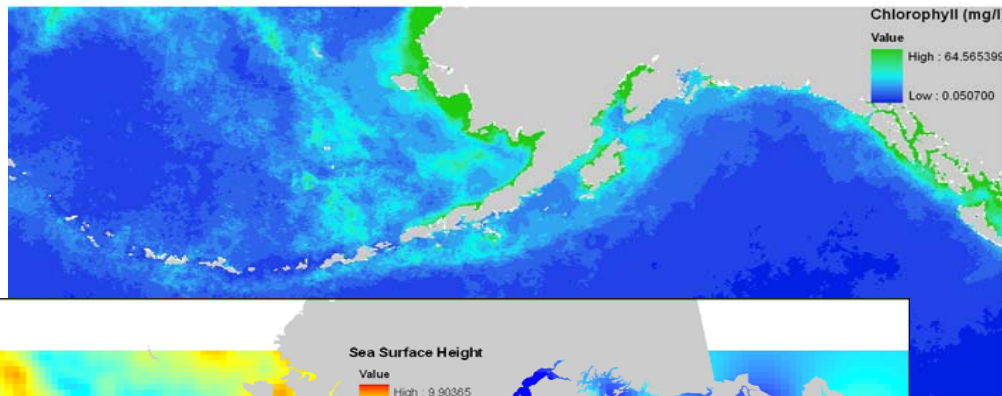 Chlorophyll (mg/l)
Value
High : 64.565399
Low : 0.050700
Sea Surface Height
Value
High : 9.90365